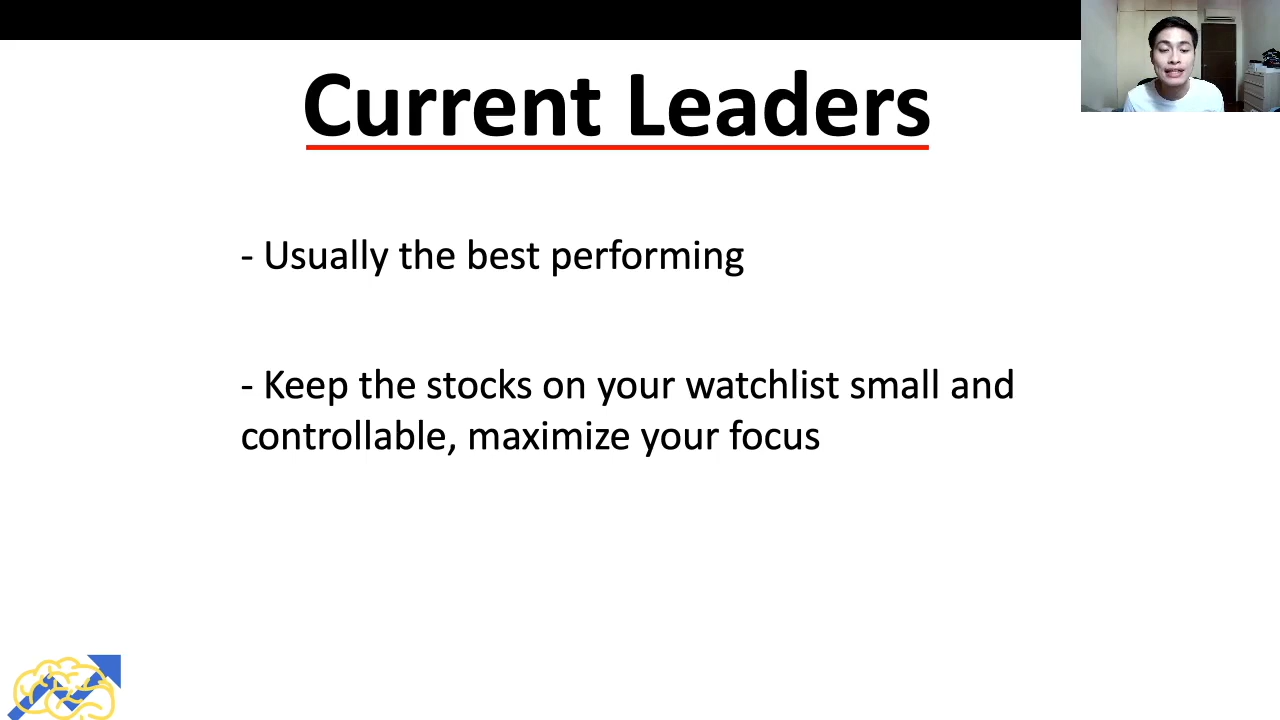 Current Leaders
- Usually the best performing
- Keep the stocks on your watchlist small and
controllable, maximize your focus